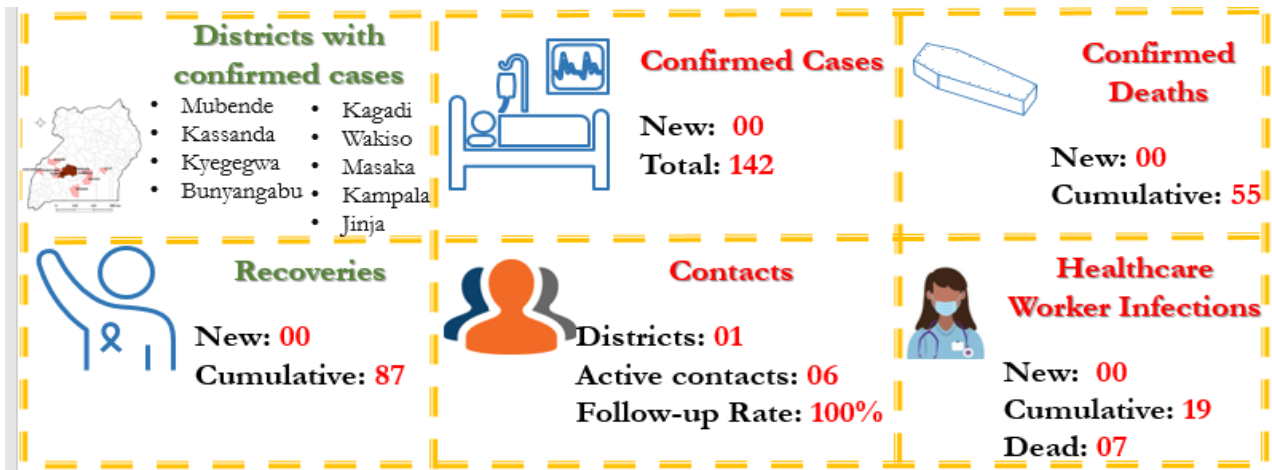 Districts with
confirmed cases
• Mubende
• Kassanda
• Kyegegwa
• Bunyangabu
• Kagadi
• Wakiso
• Masaka
• Kampala
• Jinja
Confirmed Cases
New: 00
Total: 142
Confirmed
Deaths
New: 00
Cumulative: 55
Recoveries
New: 00
Cumulative: 87
Contacts
Districts: 01
Active contacts: 06
Follow-up Rate: 100%
Healthcare
Worker Infections
New: 00
Cumulative: 19
Dead: 07